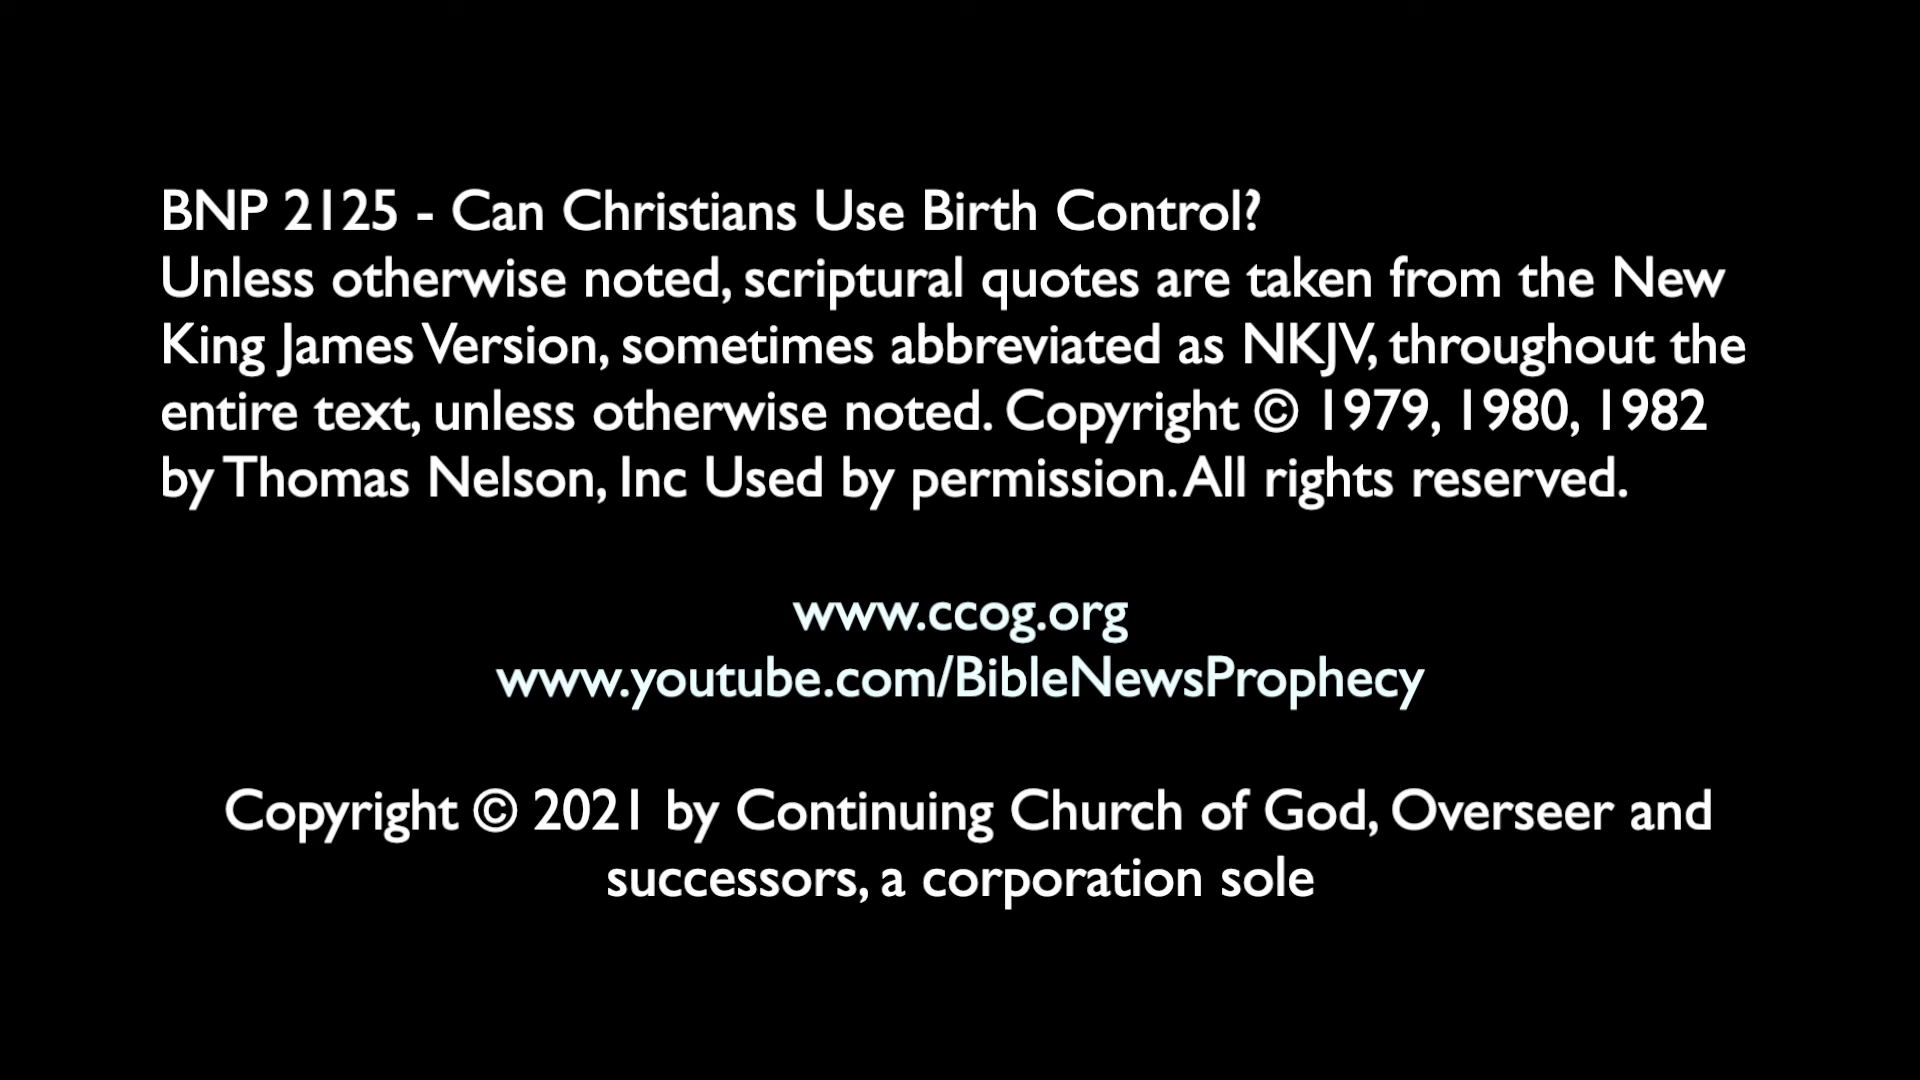 BNP 2125 - Can Christians Use Birth Control?
Unless otherwise noted, scriptural quotes are taken from the New
King James Version, sometimes abbreviated as NKJV, throughout the
entire text, unless otherwise noted. Copyright © 1979, 1980, 1982
by Thomas Nelson, Inc Used by permission. All rights reserved.
www.ccog.org
www.youtube.com/BibleNewsProphecy
Copyright © 2021 by Continuing Church of God, Overseer and
successors, a corporation sole